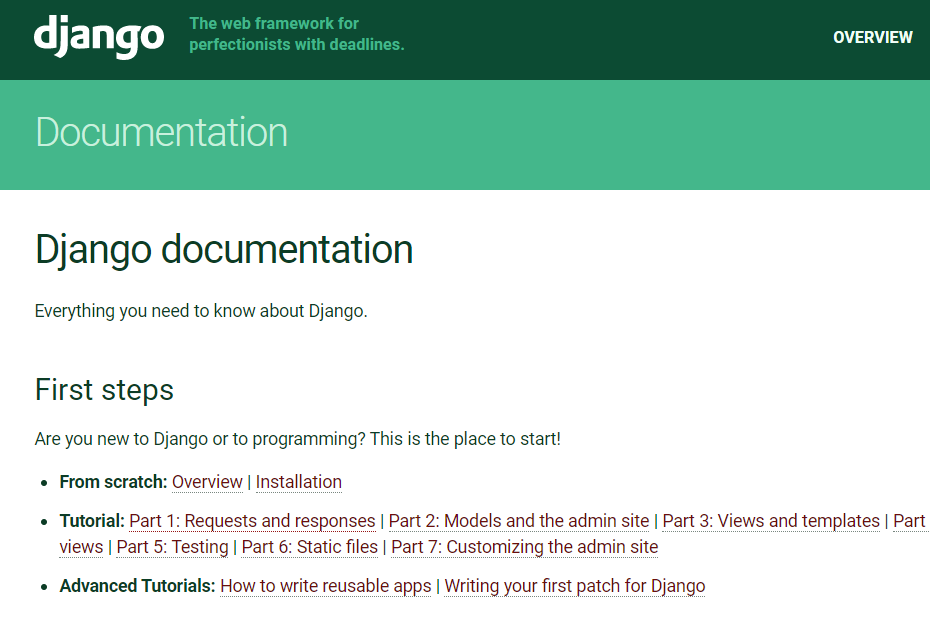 django
The web framework for
perfectionists with deadlines.
OVERVIEW
Documentation
Django documentation
Everything you need to know about Django.
First steps
Are you new to Django or to programming? This is the place to start!
• From scratch: Overview | Installation
• Tutorial: Part 1: Requests and responses | Part 2: Models and the admin site | Part 3: Views and templates | Part
views | Part 5: Testing | Part 6: Static files | Part 7: Customizing the admin site
• Advanced Tutorials: How to write reusable apps | Writing your first patch for Django